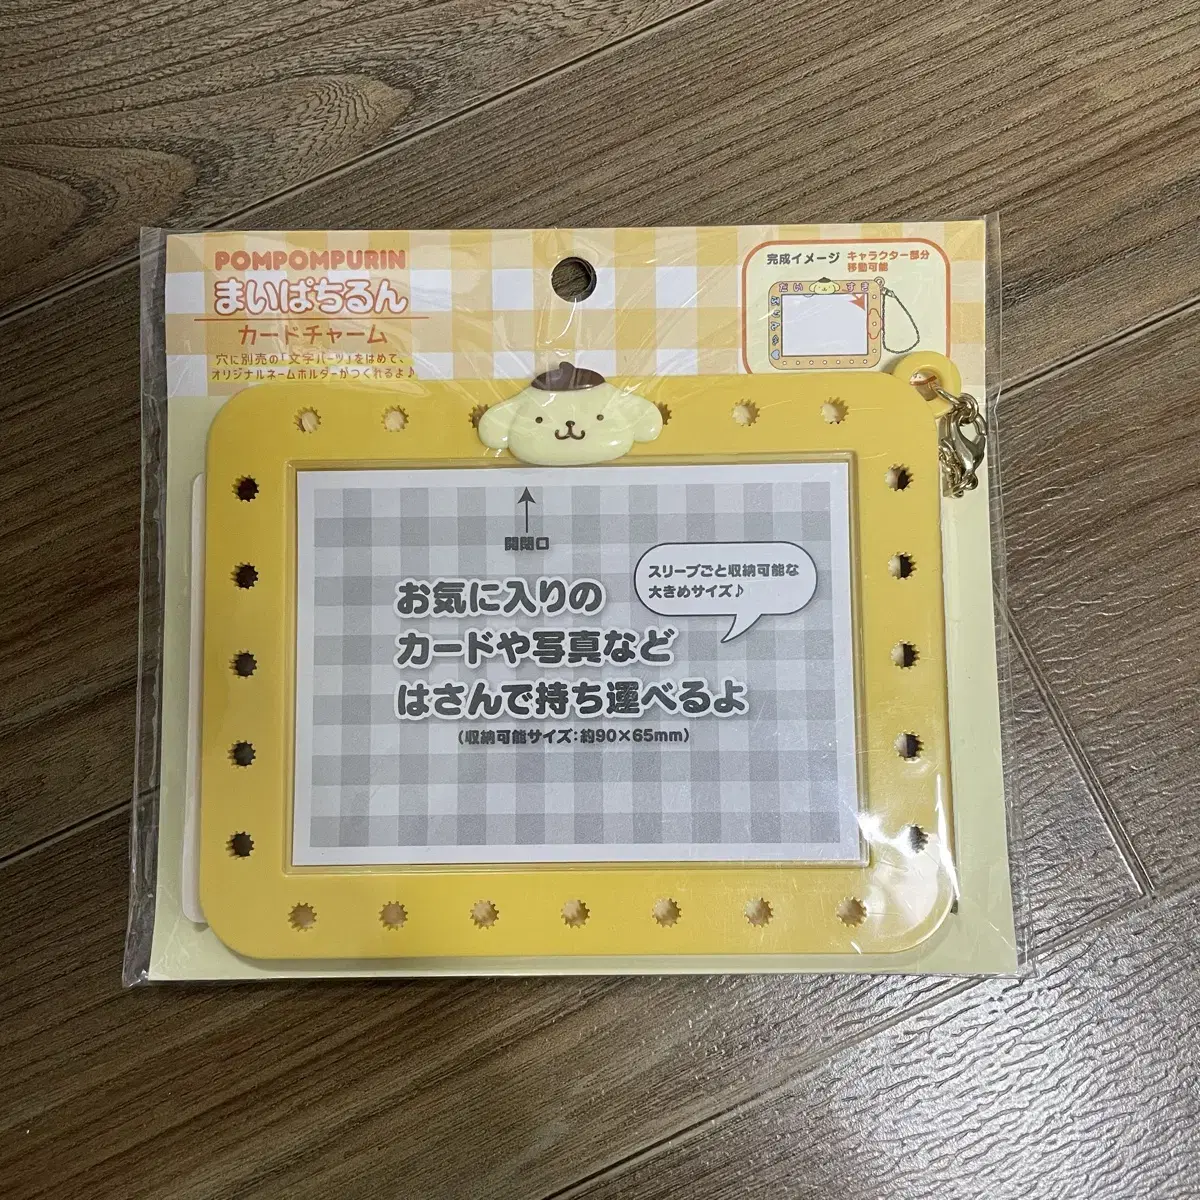 POMPOMPURIN
まいぱちるん
カードチャーム
穴に別売の「文字パーツ」をはめて、
オリジナルネームホルダーがつくれるよ♪
完成イメージ
キャラクター部分
移動可能
だい すき
開閉口
スリーブごと収納可能な
大きめサイズ♪
お気に入りの
カードや写真など
はさんで持ち運べるよ
(収納可能サイズ:約90×65mm)